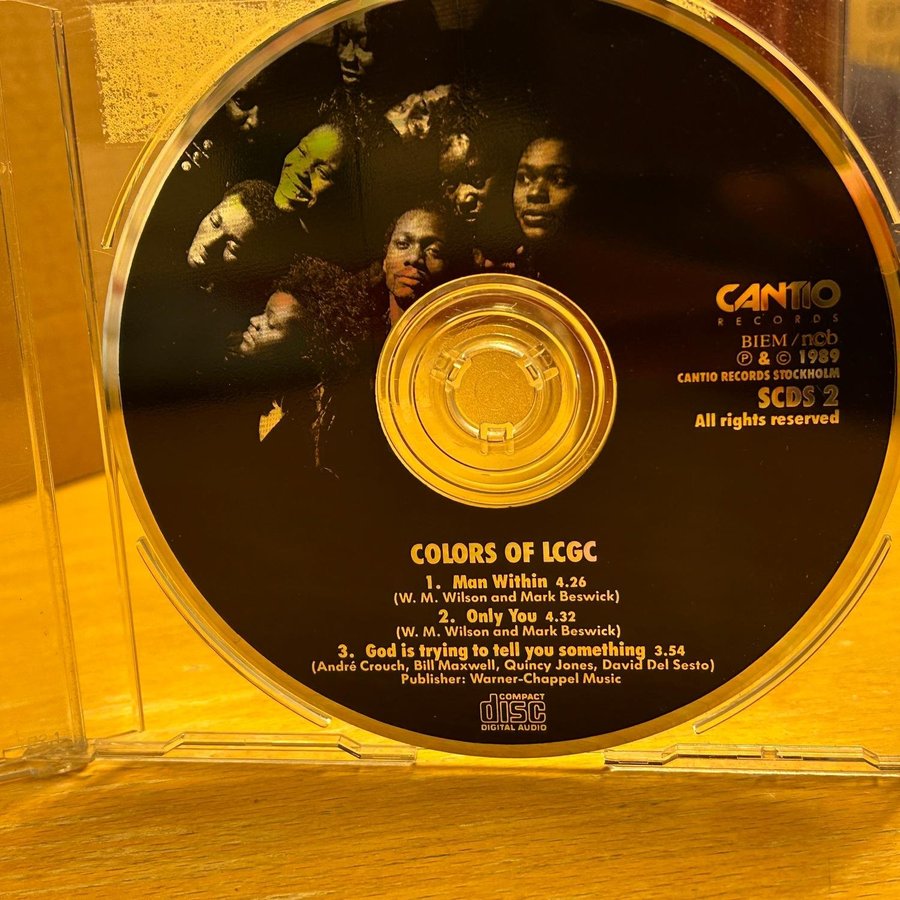 CANTIO
RECORDS
BIEM/ncb
Ⓟ & © 1989
CANTIO RECORDS STOCKHOLM
SCDS 2
All rights reserved
COLORS OF LCGC
1. Man Within 4.26
(W. M. Wilson and Mark Beswick)
2. Only You 4.32
(W. M. Wilson and Mark Beswick)
3. God is trying to tell you something 3.54
(André Crouch, Bill Maxwell, Quincy Jones, David Del Sesto)
Publisher: Warner-Chappel Music
COMPACT
disc
DIGITAL AUDIO